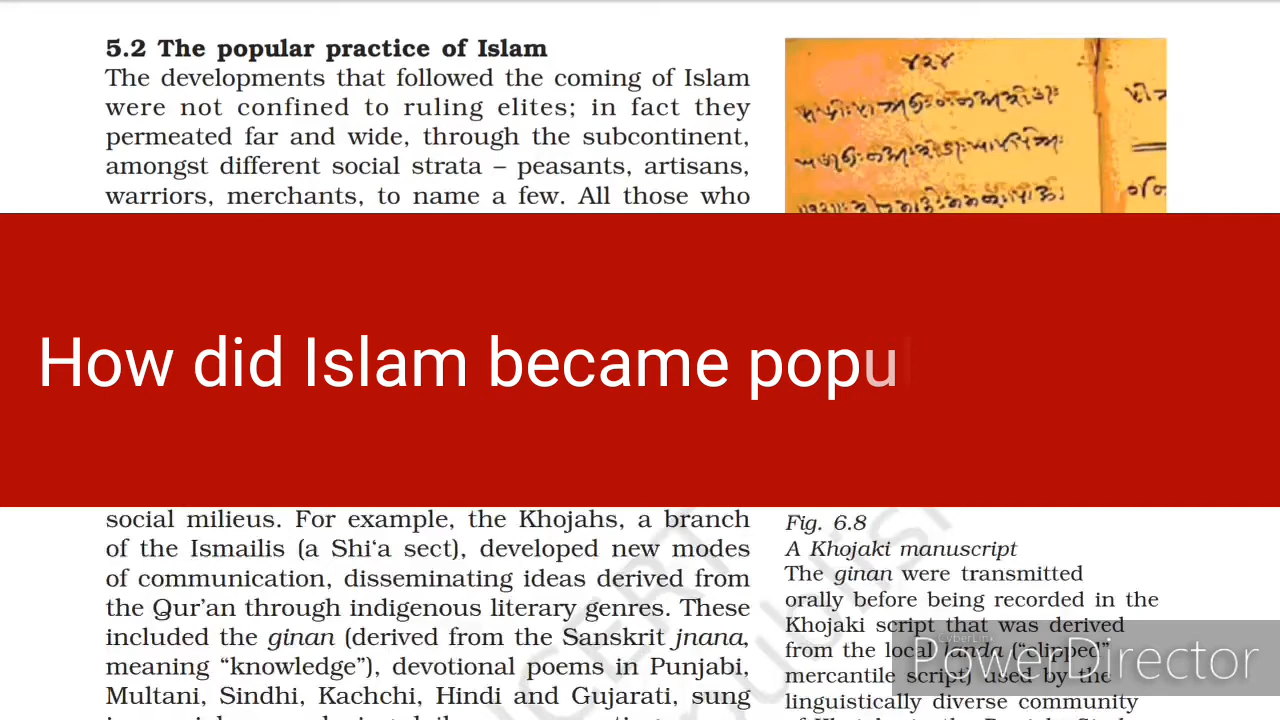 5.2 The popular practice of Islam
The developments that followed the coming of Islam
were not confined to ruling elites; in fact they
permeated far and wide, through the subcontinent,
amongst different social strata – peasants, artisans,
warriors, merchants, to name a few. All those who
How did Islam became popu
social milieus. For example, the Khojahs, a branch
of the Ismailis (a Shi‘a sect), developed new modes
of communication, disseminating ideas derived from
the Qur’an through indigenous literary genres. These
included the ginan (derived from the Sanskrit jnana,
meaning “knowledge”), devotional poems in Punjabi,
Multani, Sindhi, Kachchi, Hindi and Gujarati, sung
Fig. 6.8
A Khojaki manuscript
The ginan were transmitted
orally before being recorded in the
Khojaki script that was derived
from the local landa (“clipped”
mercantile script) used by the
linguistically diverse community
CyberLink
PowerDirector